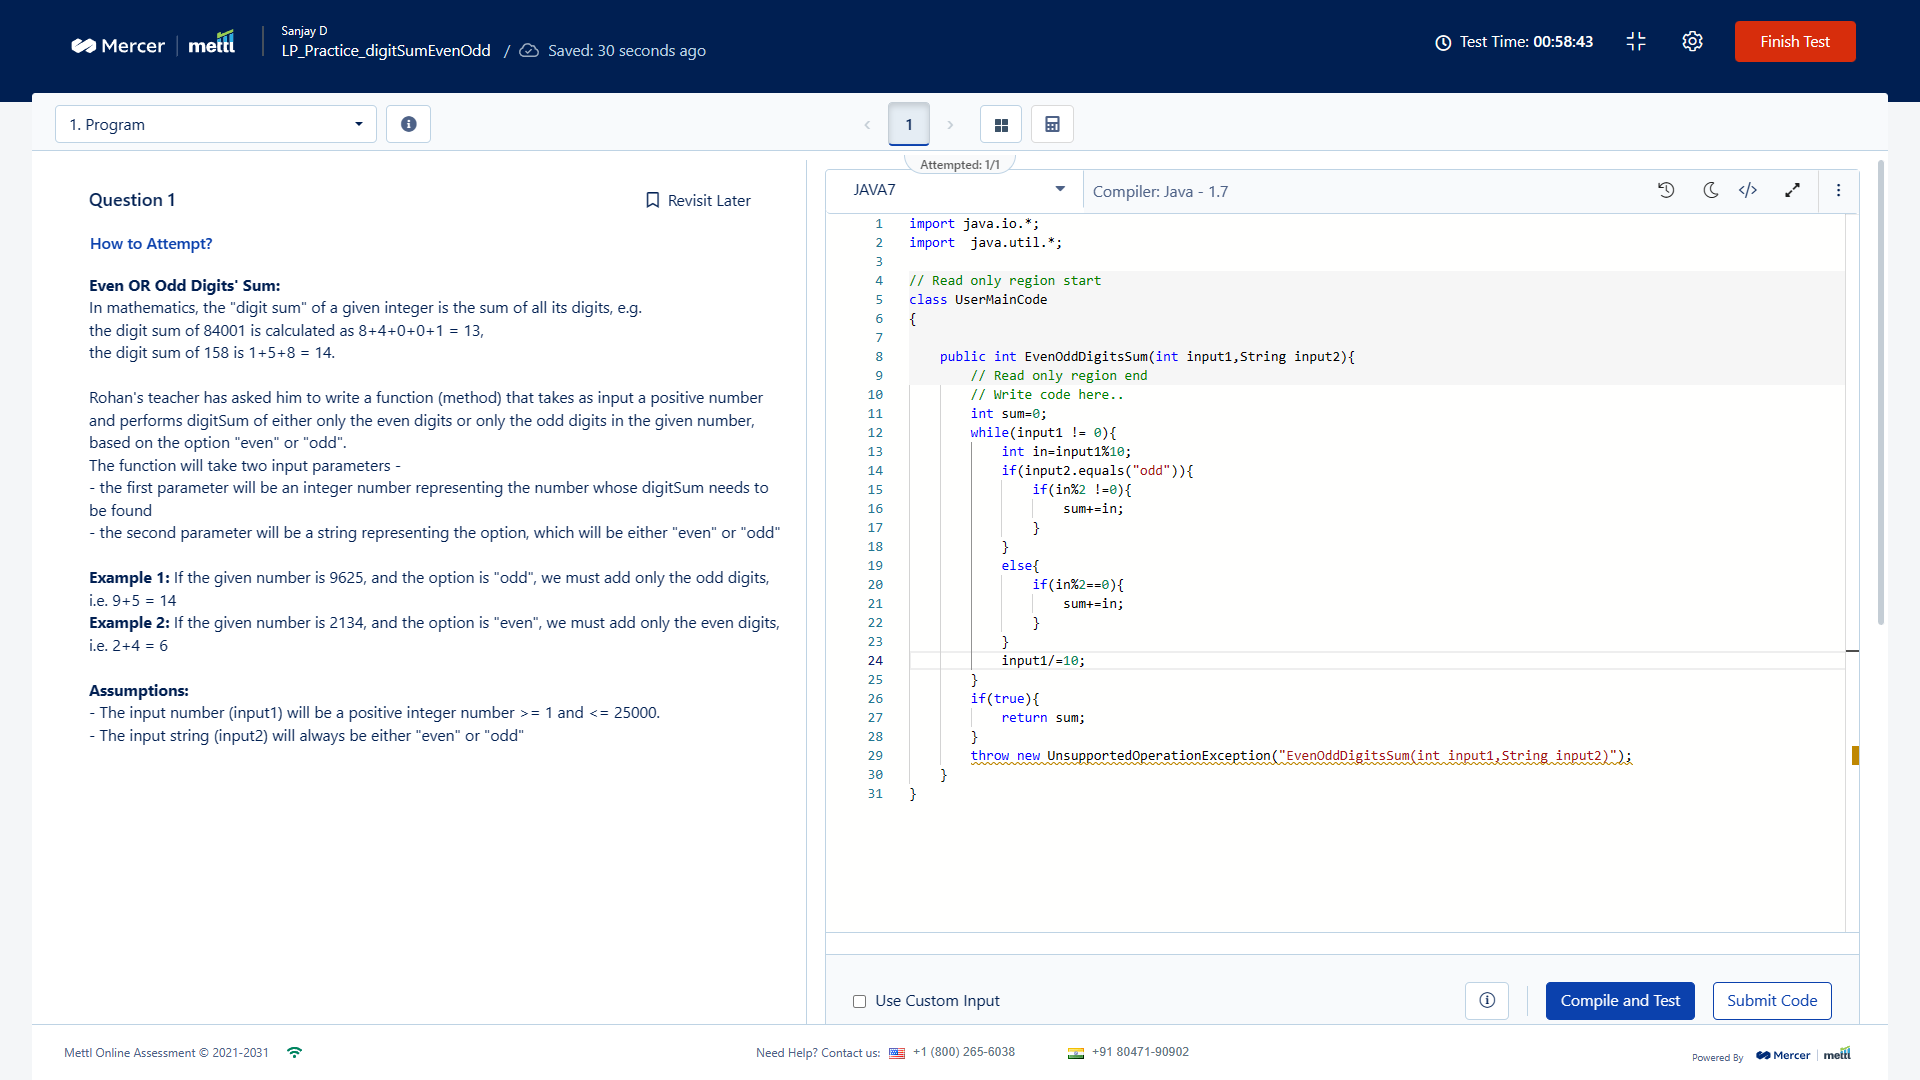 Mercer mettl
Sanjay D
LP_Practice_digitSumEvenOdd / Saved: 30 seconds ago
Test Time: 00:58:43
Finish Test
1. Program
1
Attempted: 1/1
Question 1
Revisit Later
How to Attempt?
Even OR Odd Digits' Sum:
In mathematics, the "digit sum" of a given integer is the sum of all its digits, e.g.
the digit sum of 84001 is calculated as 8+4+0+0+1 = 13,
the digit sum of 158 is 1+5+8 = 14.
Rohan's teacher has asked him to write a function (method) that takes as input a positive number
and performs digitSum of either only the even digits or only the odd digits in the given number,
based on the option "even" or "odd".
The function will take two input parameters -
- the first parameter will be an integer number representing the number whose digitSum needs to
be found
- the second parameter will be a string representing the option, which will be either "even" or "odd"
Example 1: If the given number is 9625, and the option is "odd", we must add only the odd digits,
i.e. 9+5 = 14
Example 2: If the given number is 2134, and the option is "even", we must add only the even digits,
i.e. 2+4 = 6
Assumptions:
- The input number (input1) will be a positive integer number >= 1 and <= 25000.
- The input string (input2) will always be either "even" or "odd"
JAVA7
Compiler: Java - 1.7
1 import java.io.*;
2 import  java.util.*;
3
4 // Read only region start
5 class UserMainCode
6 {
7
8     public int EvenOddDigitsSum(int input1,String input2){
9         // Read only region end
10         // Write code here..
11         int sum=0;
12         while(input1 != 0){
13             int in=input1%10;
14             if(input2.equals("odd")){
15                 if(in%2 !=0){
16                     sum+=in;
17                 }
18             }
19             else{
20                 if(in%2==0){
21                     sum+=in;
22                 }
23             }
24             input1/=10;
25         }
26         if(true){
27             return sum;
28         }
29         throw new UnsupportedOperationException("EvenOddDigitsSum(int input1,String input2)");
30     }
31 }
Use Custom Input
Compile and Test
Submit Code
Mettl Online Assessment © 2021-2031
Need Help? Contact us: +1 (800) 265-6038
+91 80471-90902
Powered By Mercer mettl